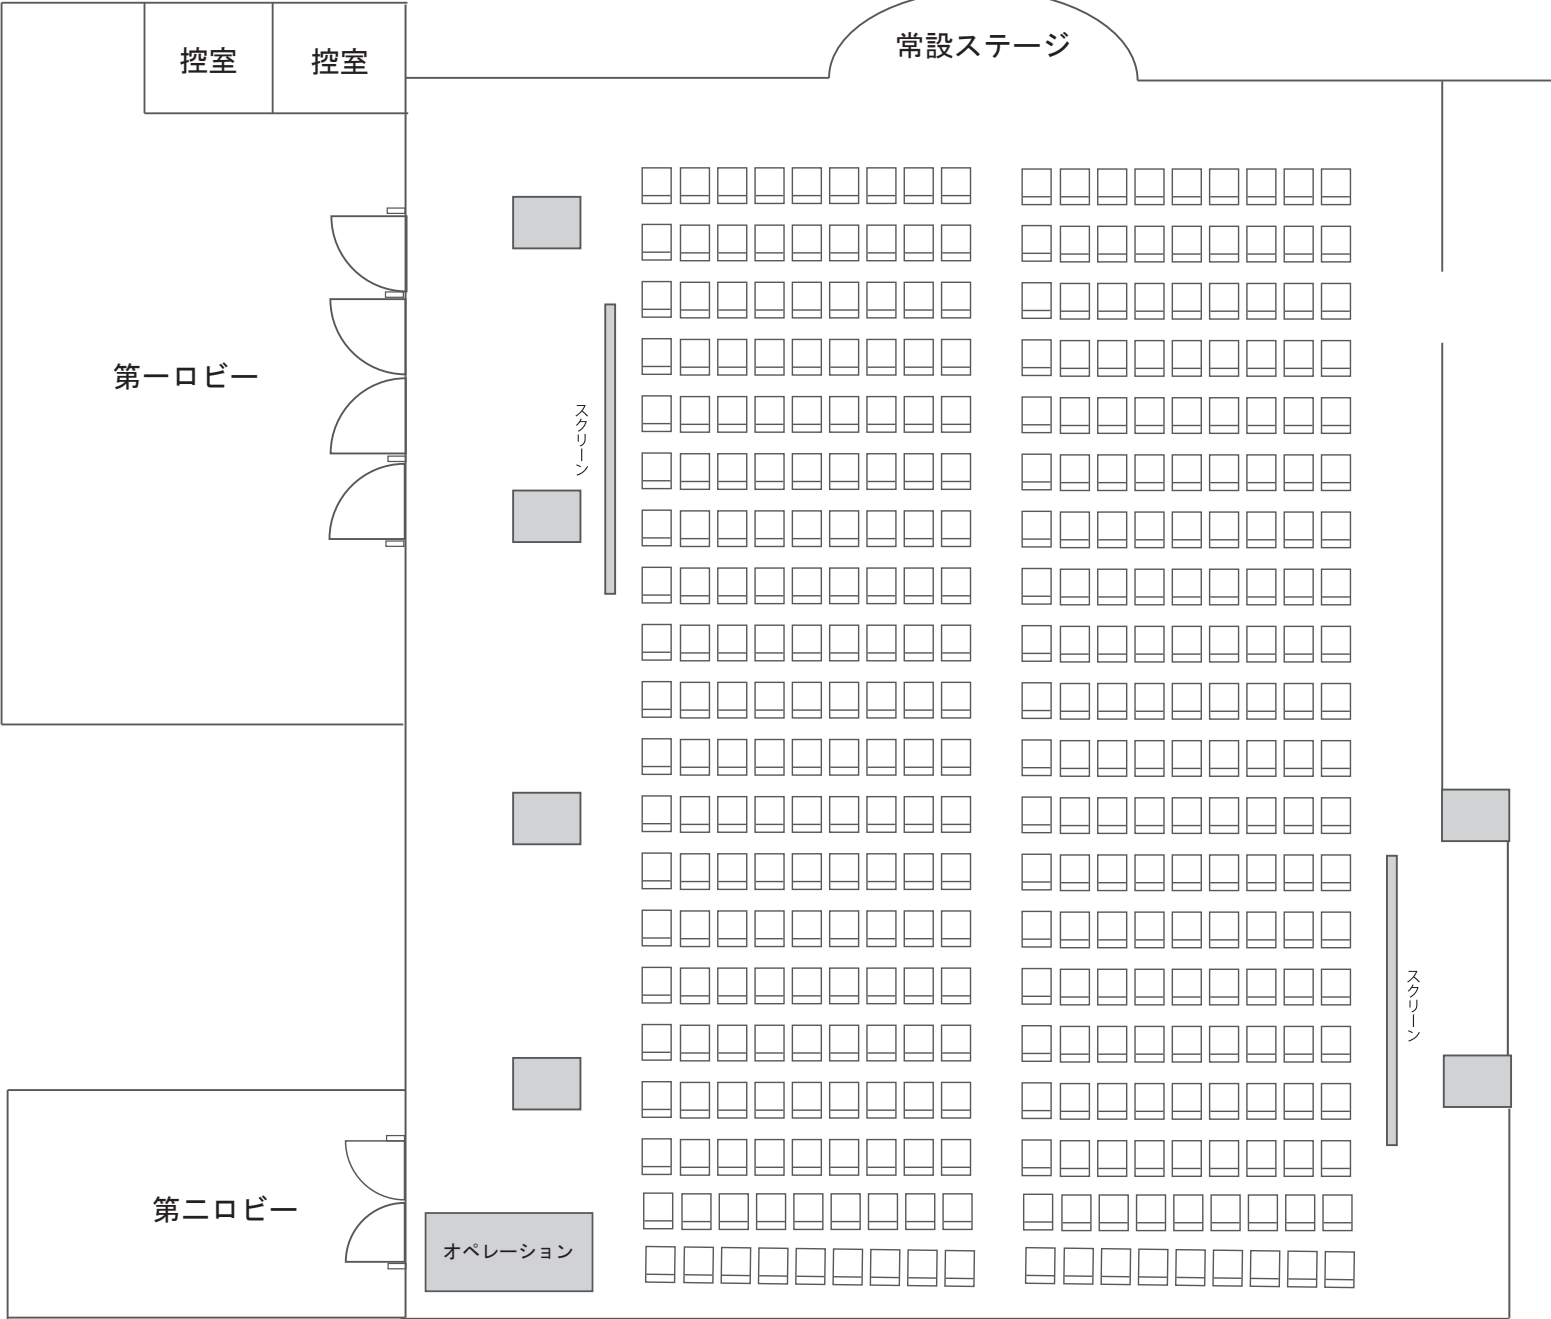 控室
控室
常設ステージ
第一ロビー
スクリーン
スクリーン
第二ロビー
オペレーション